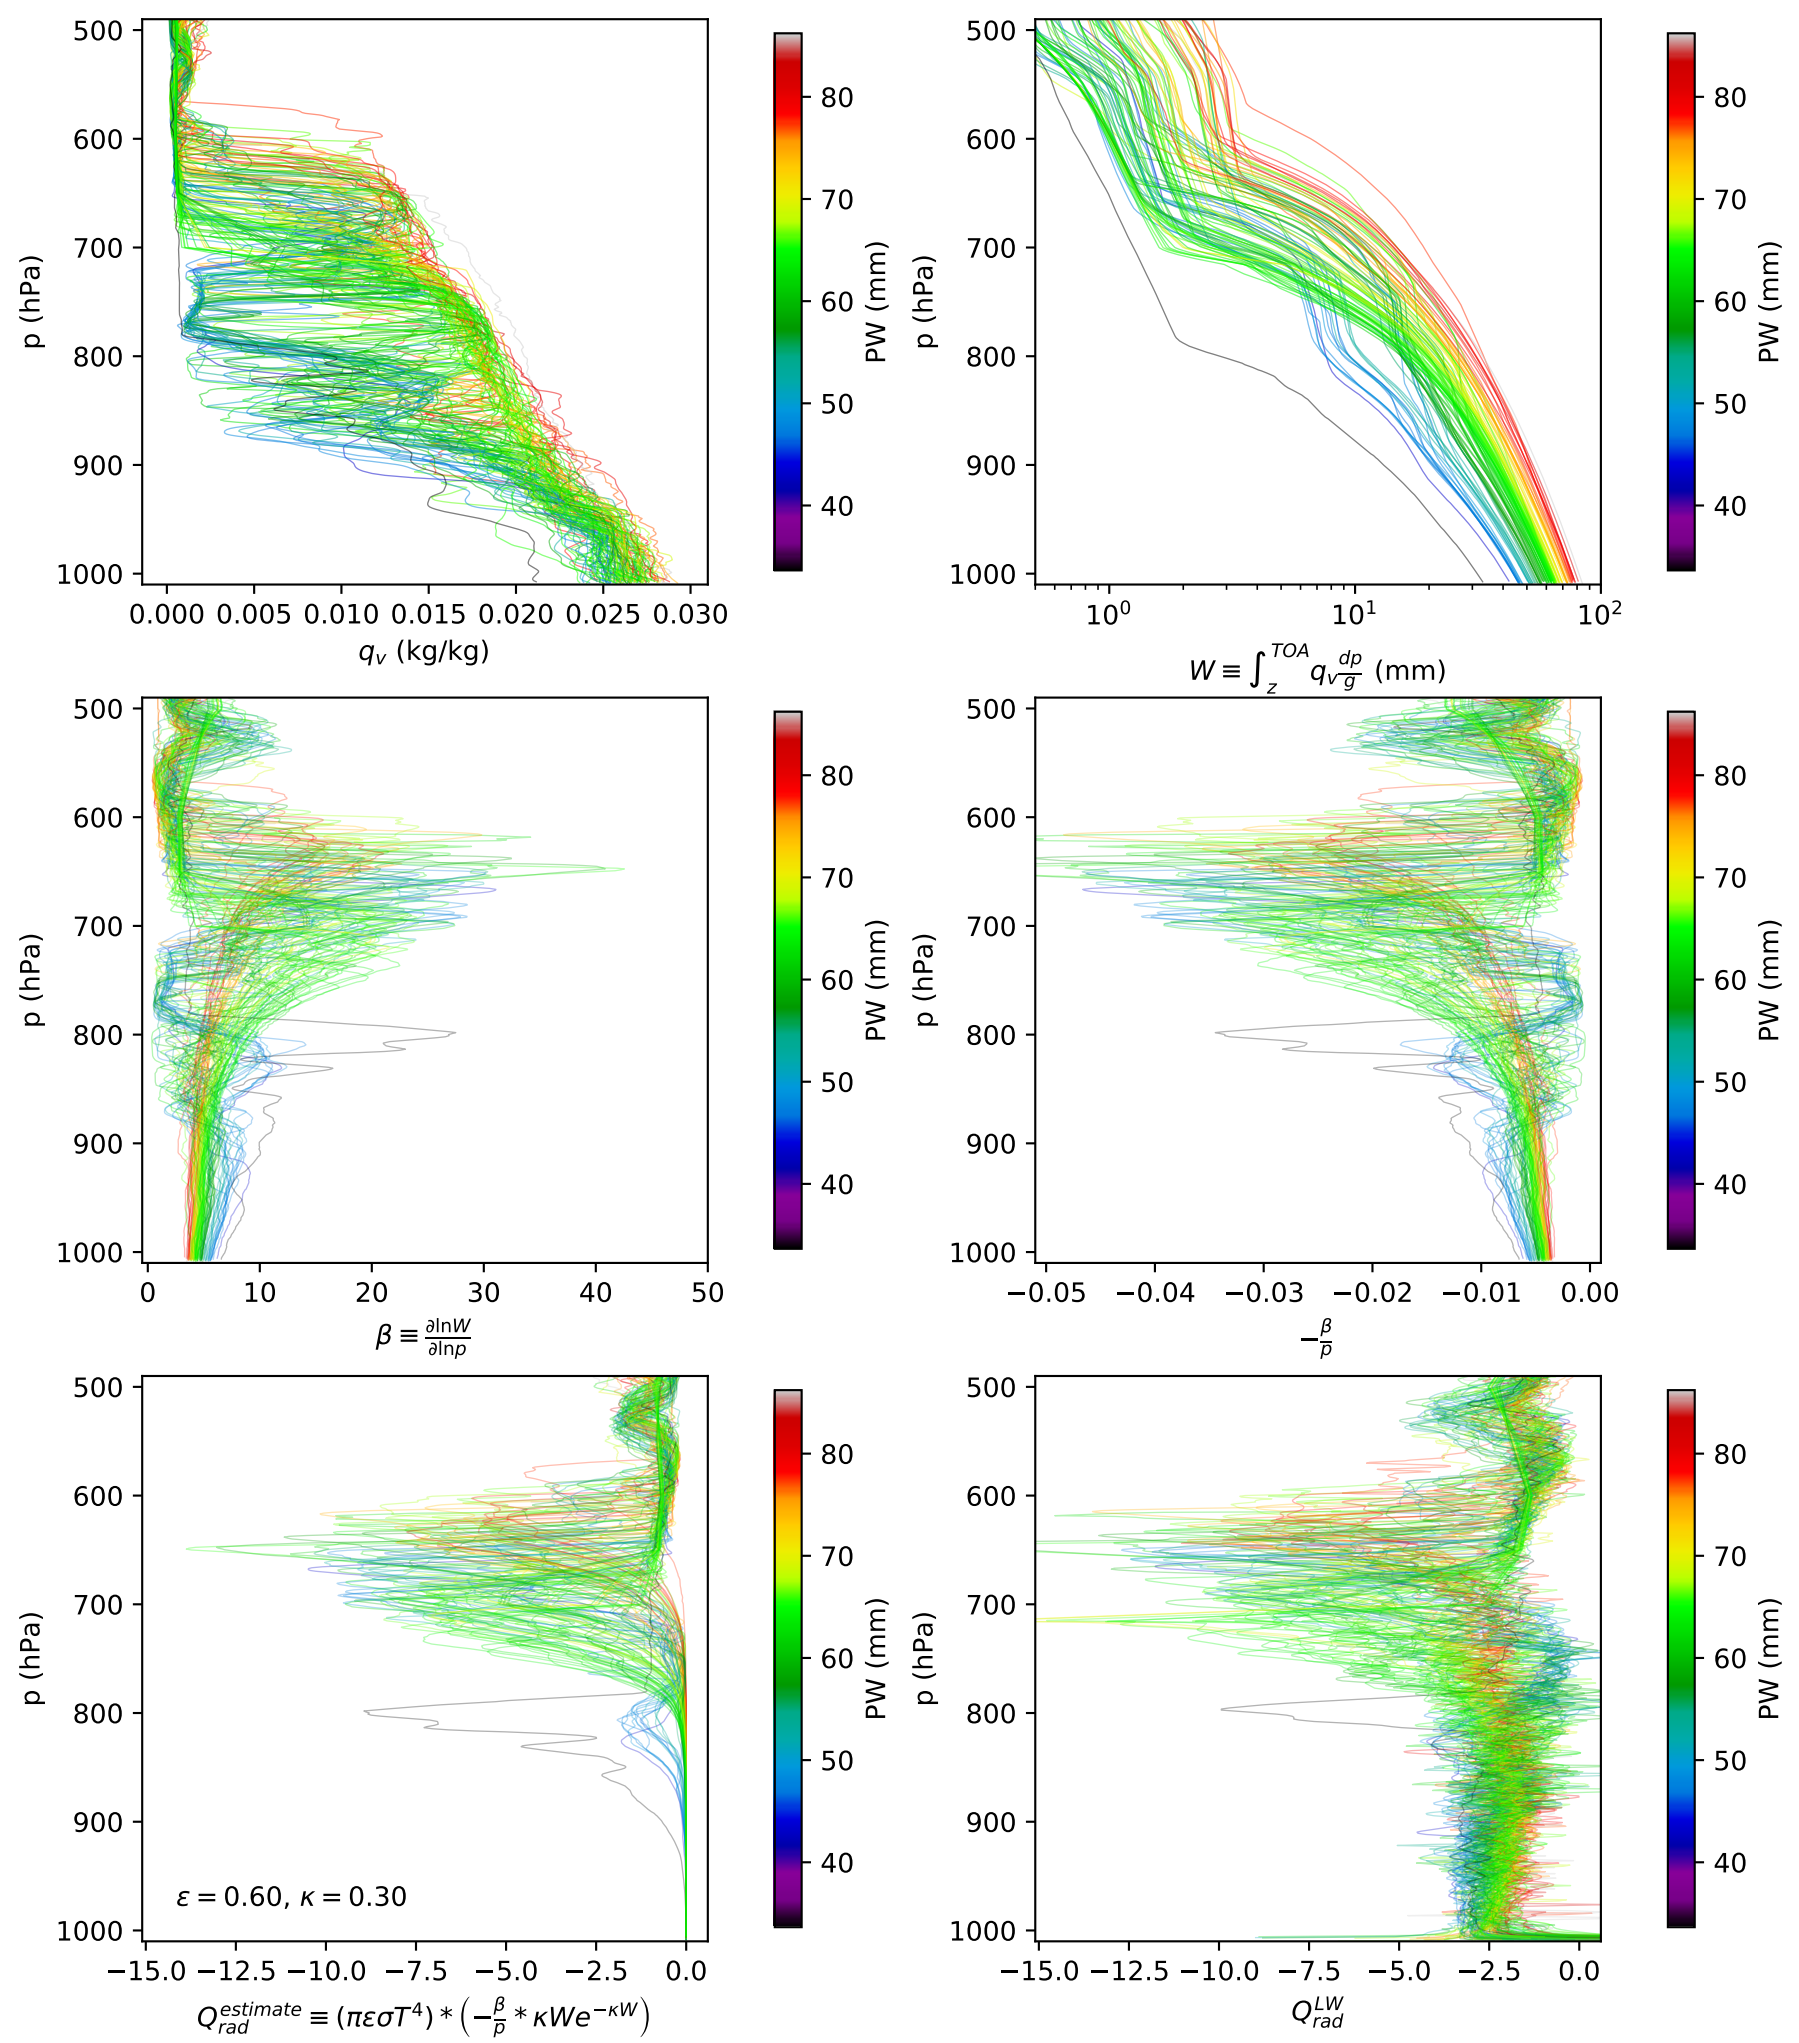 500
600
700
800
900
1000
p (hPa)
0.000 0.005 0.010 0.015 0.020 0.025 0.030
q_v (kg/kg)
80
70
60
50
40
PW (mm)
500
600
700
800
900
1000
p (hPa)
10^0 10^1 10^2
W ≡ ∫_z^TOA q_v dp/g (mm)
80
70
60
50
40
PW (mm)
500
600
700
800
900
1000
p (hPa)
0 10 20 30 40 50
β ≡ ∂lnW/∂lnp
80
70
60
50
40
PW (mm)
500
600
700
800
900
1000
p (hPa)
−0.05 −0.04 −0.03 −0.02 −0.01 0.00
−β/p
80
70
60
50
40
PW (mm)
500
600
700
800
900
1000
p (hPa)
ε = 0.60, κ = 0.30
−15.0 −12.5 −10.0 −7.5 −5.0 −2.5 0.0
Q_rad^estimate ≡ (πεσT^4) * (−β/p * κWe^−κW)
80
70
60
50
40
PW (mm)
500
600
700
800
900
1000
p (hPa)
−15.0 −12.5 −10.0 −7.5 −5.0 −2.5 0.0
Q_rad^LW
80
70
60
50
40
PW (mm)